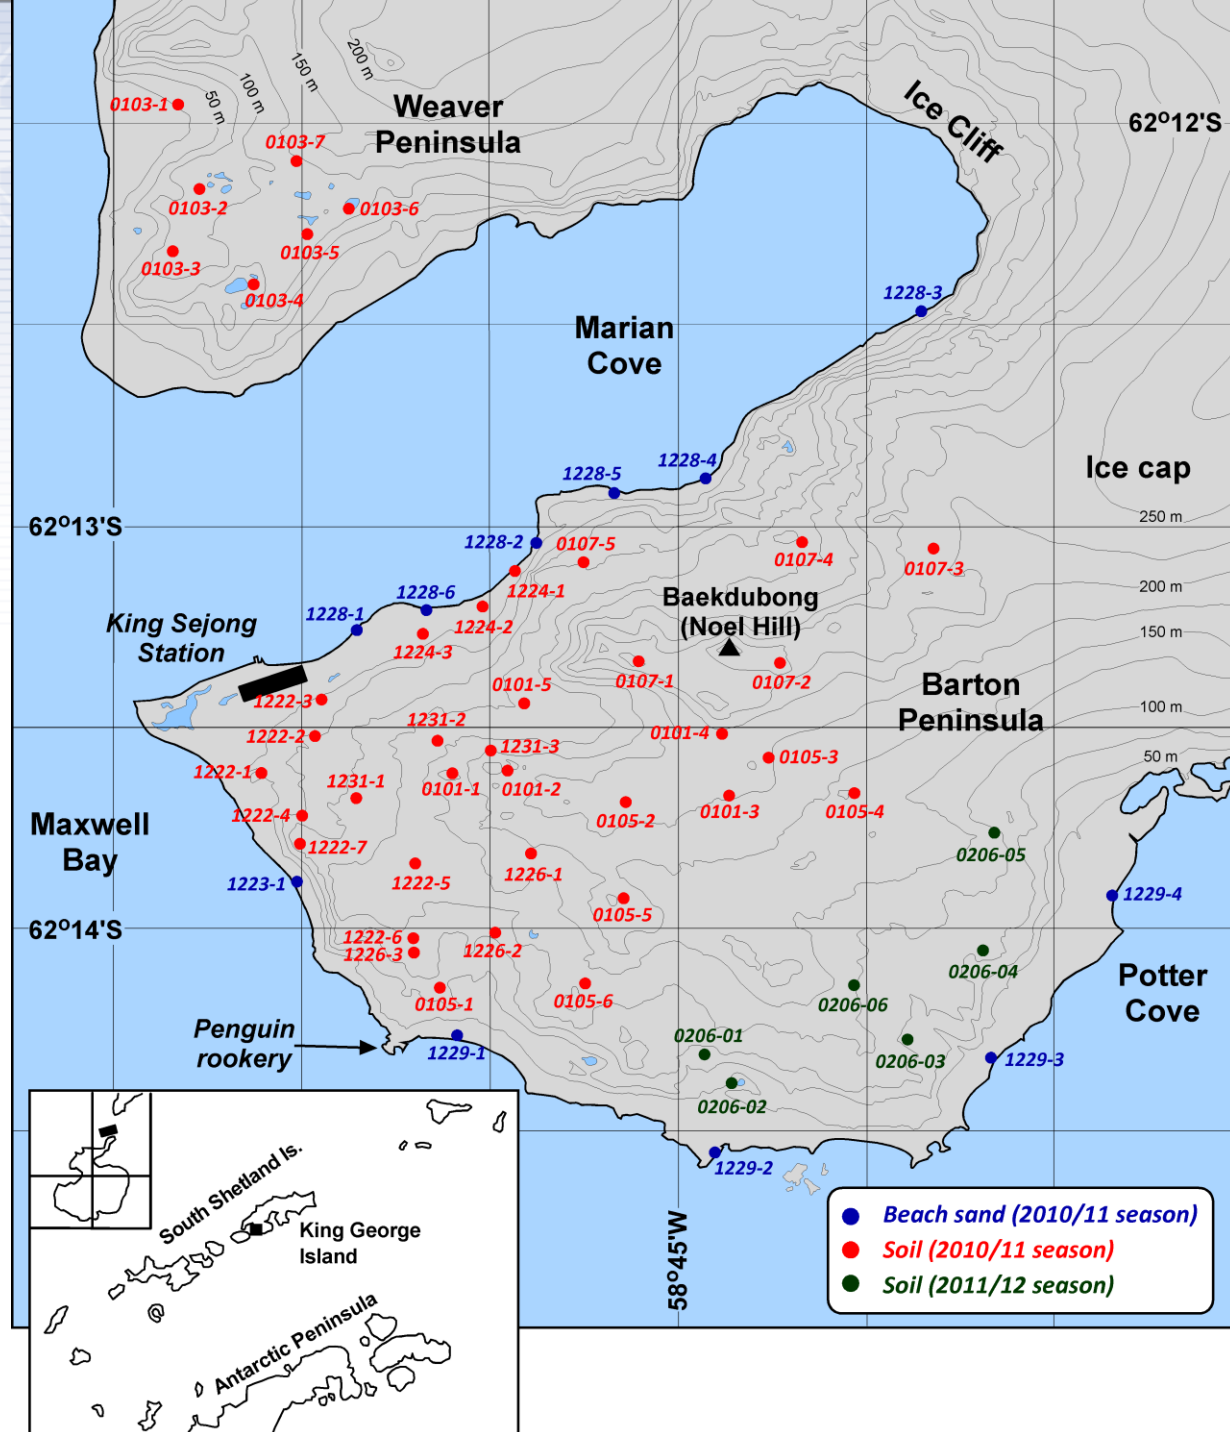 200 m
150 m
100 m
50 m
0103-1
Weaver
Peninsula
Ice Cliff
62°12'S
0103-7
0103-2
0103-6
0103-5
0103-3
0103-4
1228-3
Marian
Cove
1228-4
1228-5
Ice cap
250 m
62°13'S
1228-2
0107-5
0107-4
0107-3
1224-1
200 m
1228-6
Baekdubong
(Noel Hill)
1228-1
1224-2
150 m
King Sejong
Station
1224-3
0107-1
0107-2
0101-5
Barton
Peninsula
1222-3
100 m
1231-2
1222-2
0101-4
1231-3
50 m
0105-3
1222-1
1231-1
0101-1
0101-2
1222-4
0105-2
0101-3
0105-4
Maxwell
Bay
1222-7
0206-05
1222-5
1226-1
1223-1
1229-4
0105-5
62°14'S
1222-6
1226-3
1226-2
0206-04
Potter
Cove
0105-1
0105-6
0206-06
Penguin
rookery
0206-01
1229-1
0206-03
1229-3
0206-02
1229-2
South Shetland Is.
King George
Island
Antarctic Peninsula
58°45'W
Beach sand (2010/11 season)
Soil (2010/11 season)
Soil (2011/12 season)